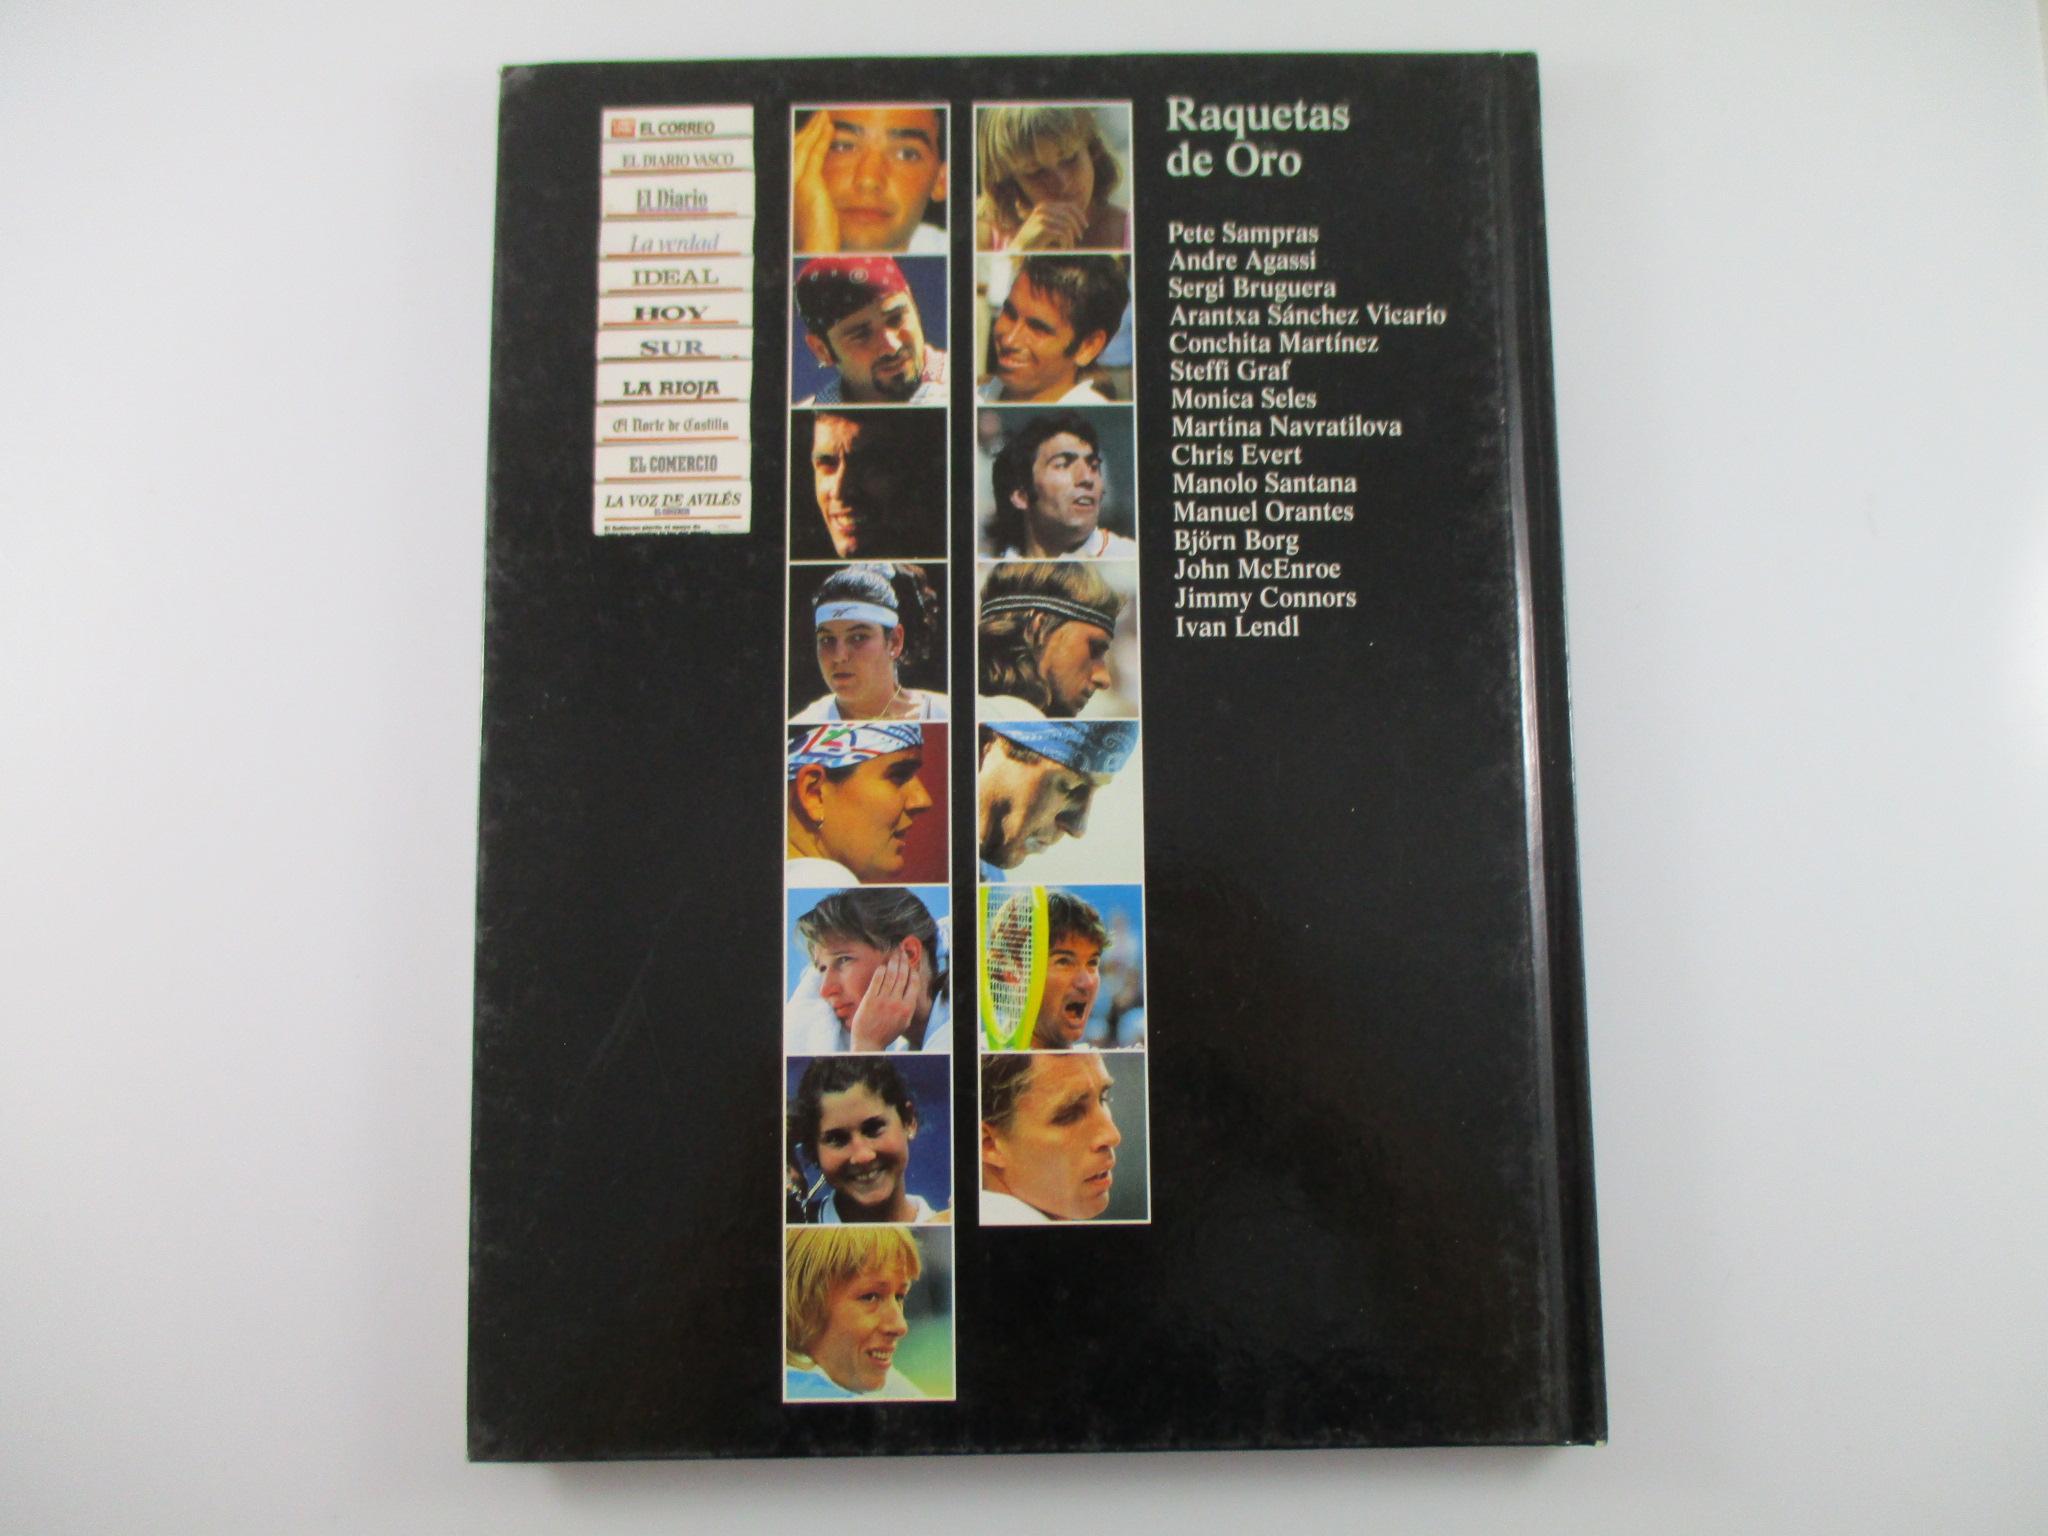 EL CORREO
EL DIARIO VASCO
El Diario
La verdad
IDEAL
HOY
SUR
LA RIOJA
El Norte de Castilla
EL COMERCIO
LA VOZ DE AVILÉS
EL COMERCIO
Raquetas
de Oro
Pete Sampras
Andre Agassi
Sergi Bruguera
Arantxa Sánchez Vicario
Conchita Martínez
Steffi Graf
Monica Seles
Martina Navratilova
Chris Evert
Manolo Santana
Manuel Orantes
Björn Borg
John McEnroe
Jimmy Connors
Ivan Lendl